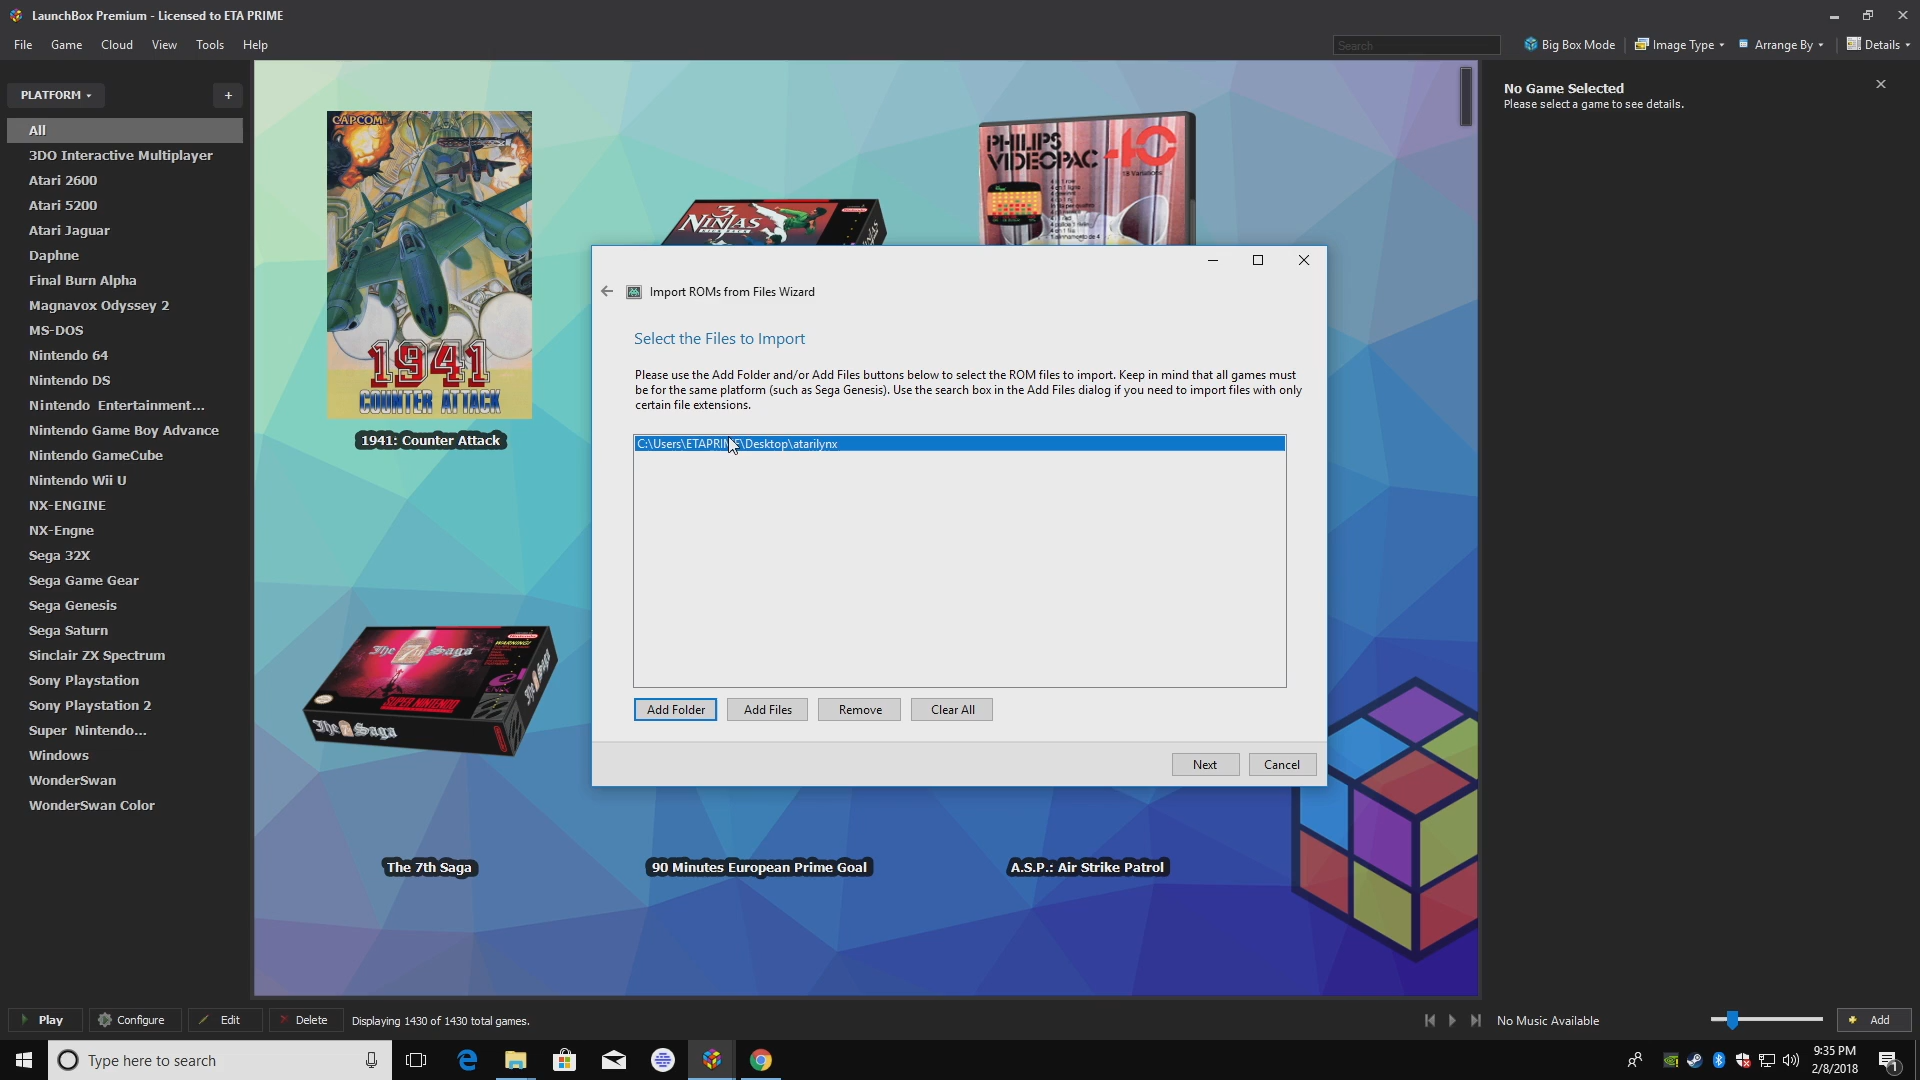 LaunchBox Premium - Licensed to ETA PRIME
File Game Cloud View Tools Help
Search
Big Box Mode
Image Type
Arrange By
Details
PLATFORM
+
All
3DO Interactive Multiplayer
Atari 2600
Atari 5200
Atari Jaguar
Daphne
Final Burn Alpha
Magnavox Odyssey 2
MS-DOS
Nintendo 64
Nintendo DS
Nintendo Entertainment...
Nintendo Game Boy Advance
Nintendo GameCube
Nintendo Wii U
NX-ENGINE
NX-Engne
Sega 32X
Sega Game Gear
Sega Genesis
Sega Saturn
Sinclair ZX Spectrum
Sony Playstation
Sony Playstation 2
Super Nintendo...
Windows
WonderSwan
WonderSwan Color
CAPCOM
1941
COUNTER ATTACK
1941: Counter Attack
3 NINJAS
NINJAS
PHILIPS
VIDEOPAC
40
18 Variations
The 7th Saga
SUPER NINTENDO
The 7th Saga
The 7th Saga
90 Minutes European Prime Goal
A.S.P.: Air Strike Patrol
Import ROMs from Files Wizard
Select the Files to Import
Please use the Add Folder and/or Add Files buttons below to select the ROM files to import. Keep in mind that all games must
be for the same platform (such as Sega Genesis). Use the search box in the Add Files dialog if you need to import files with only
certain file extensions.
C:\Users\ETAPRIME\Desktop\atarilynx
Add Folder
Add Files
Remove
Clear All
Next
Cancel
No Game Selected
Please select a game to see details.
Play
Configure
Edit
Delete
Displaying 1430 of 1430 total games.
No Music Available
Add
Type here to search
9:35 PM
2/8/2018
1